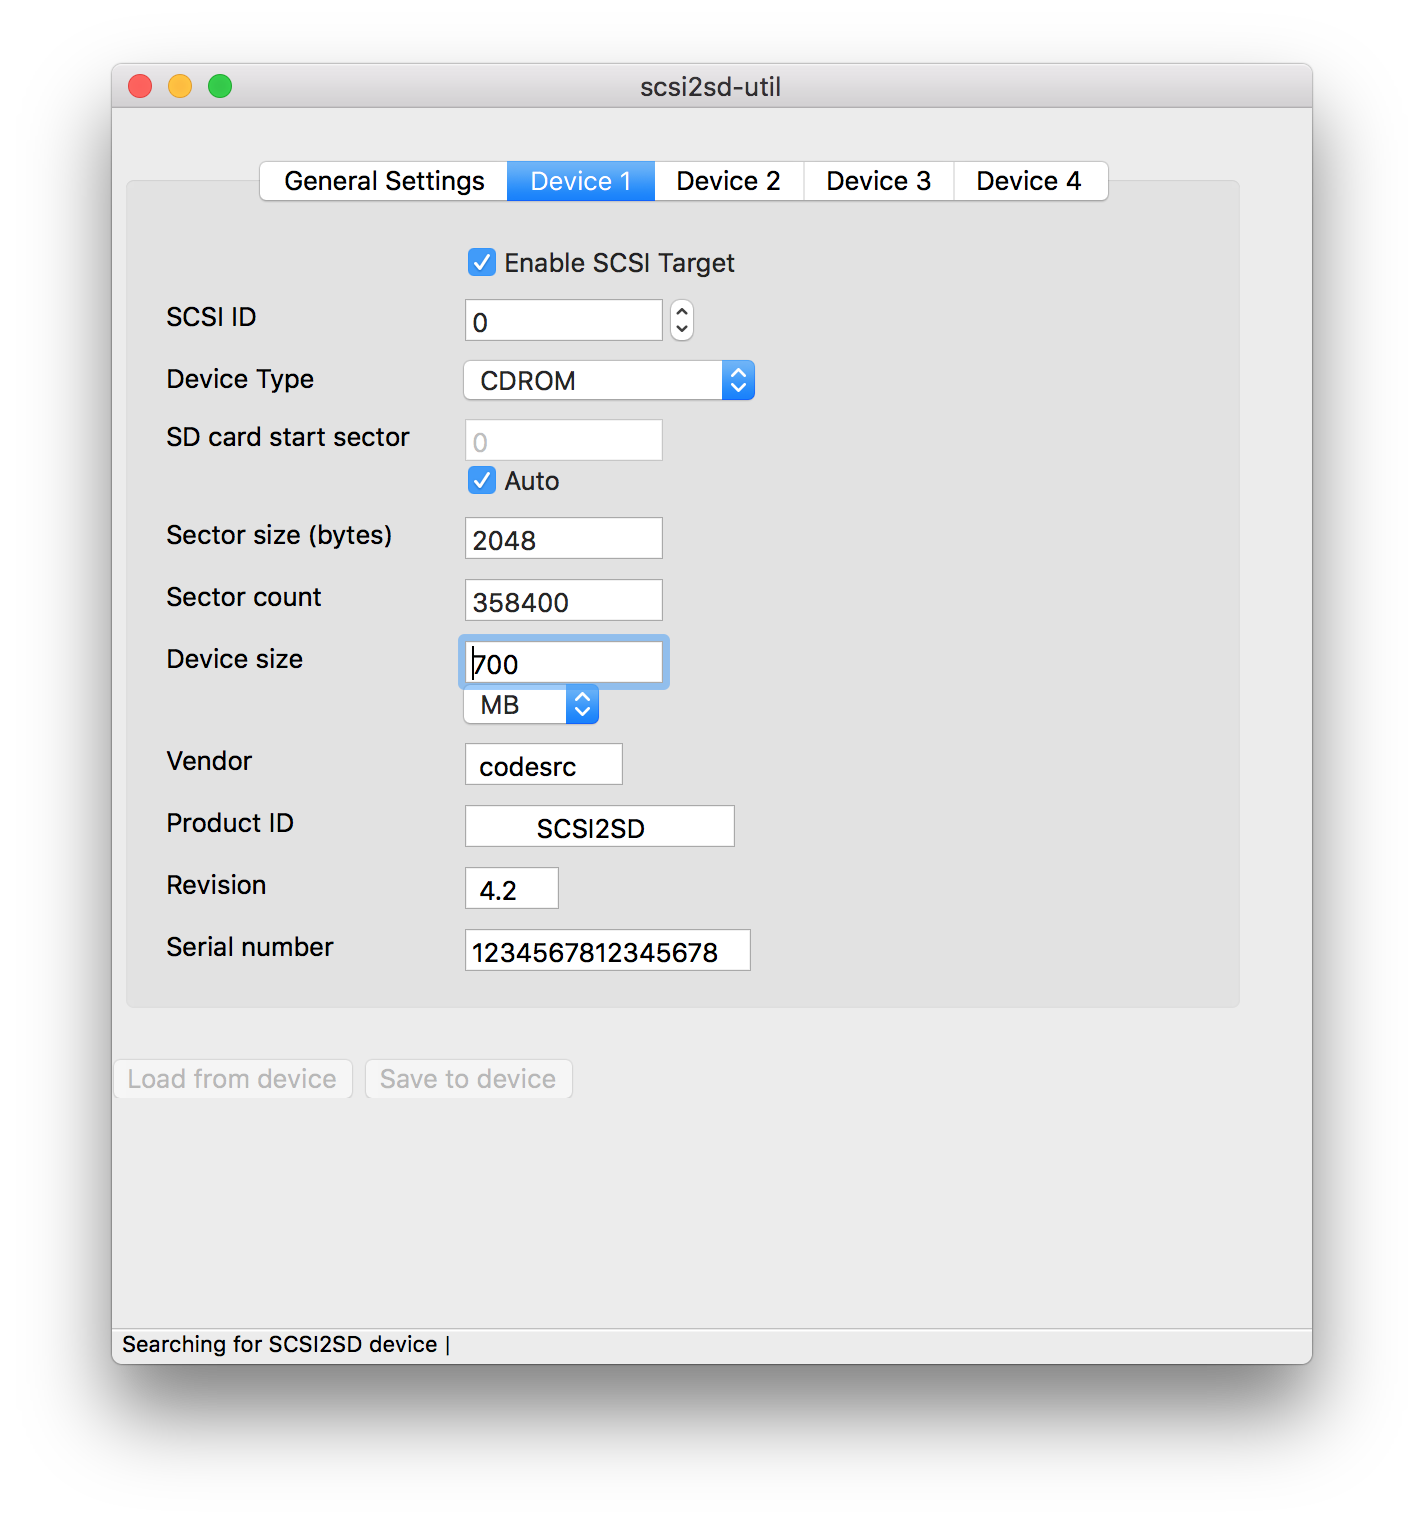 scsi2sd-util
General Settings Device 1 Device 2 Device 3 Device 4
Enable SCSI Target
SCSI ID 0
Device Type CDROM
SD card start sector 0
Auto
Sector size (bytes) 2048
Sector count 358400
Device size 700
MB
Vendor codesrc
Product ID SCSI2SD
Revision 4.2
Serial number 1234567812345678
Load from device Save to device
Searching for SCSI2SD device |